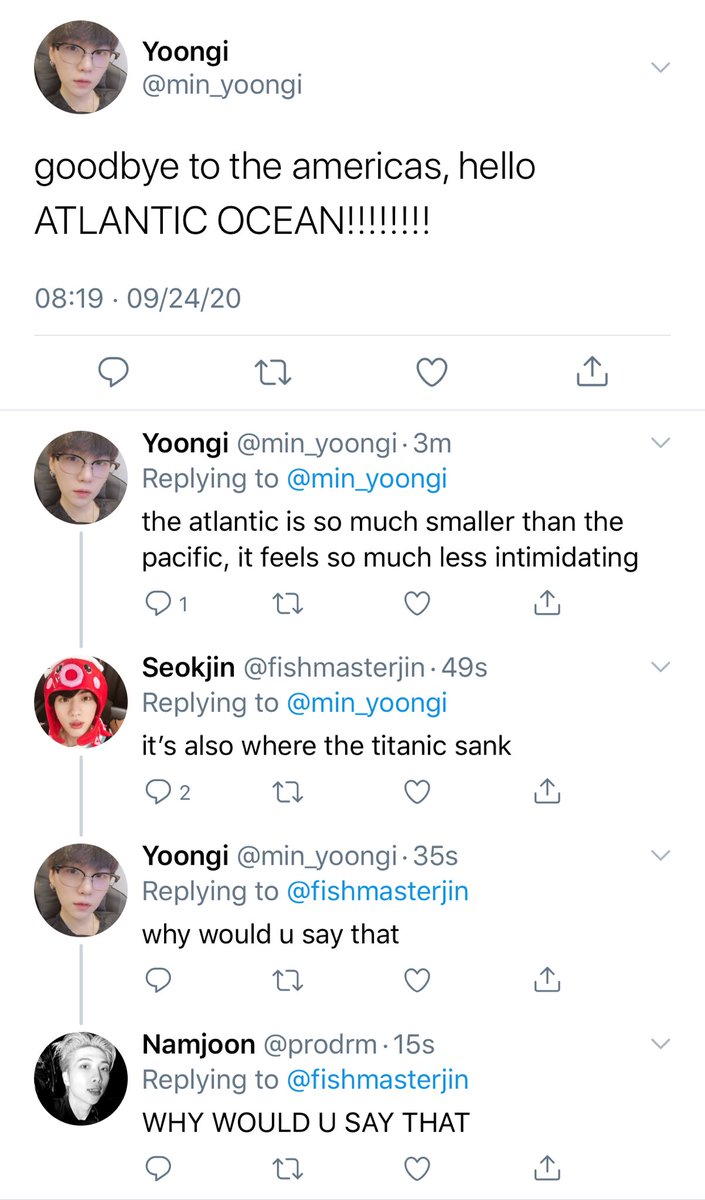 Yoongi
@min_yoongi
goodbye to the americas, hello
ATLANTIC OCEAN!!!!!!!!
08:19 · 09/24/20
Yoongi @min_yoongi · 3m
Replying to @min_yoongi
the atlantic is so much smaller than the
pacific, it feels so much less intimidating
1
Seokjin @fishmasterjin · 49s
Replying to @min_yoongi
it’s also where the titanic sank
2
Yoongi @min_yoongi · 35s
Replying to @fishmasterjin
why would u say that
Namjoon @prodrm · 15s
Replying to @fishmasterjin
WHY WOULD U SAY THAT